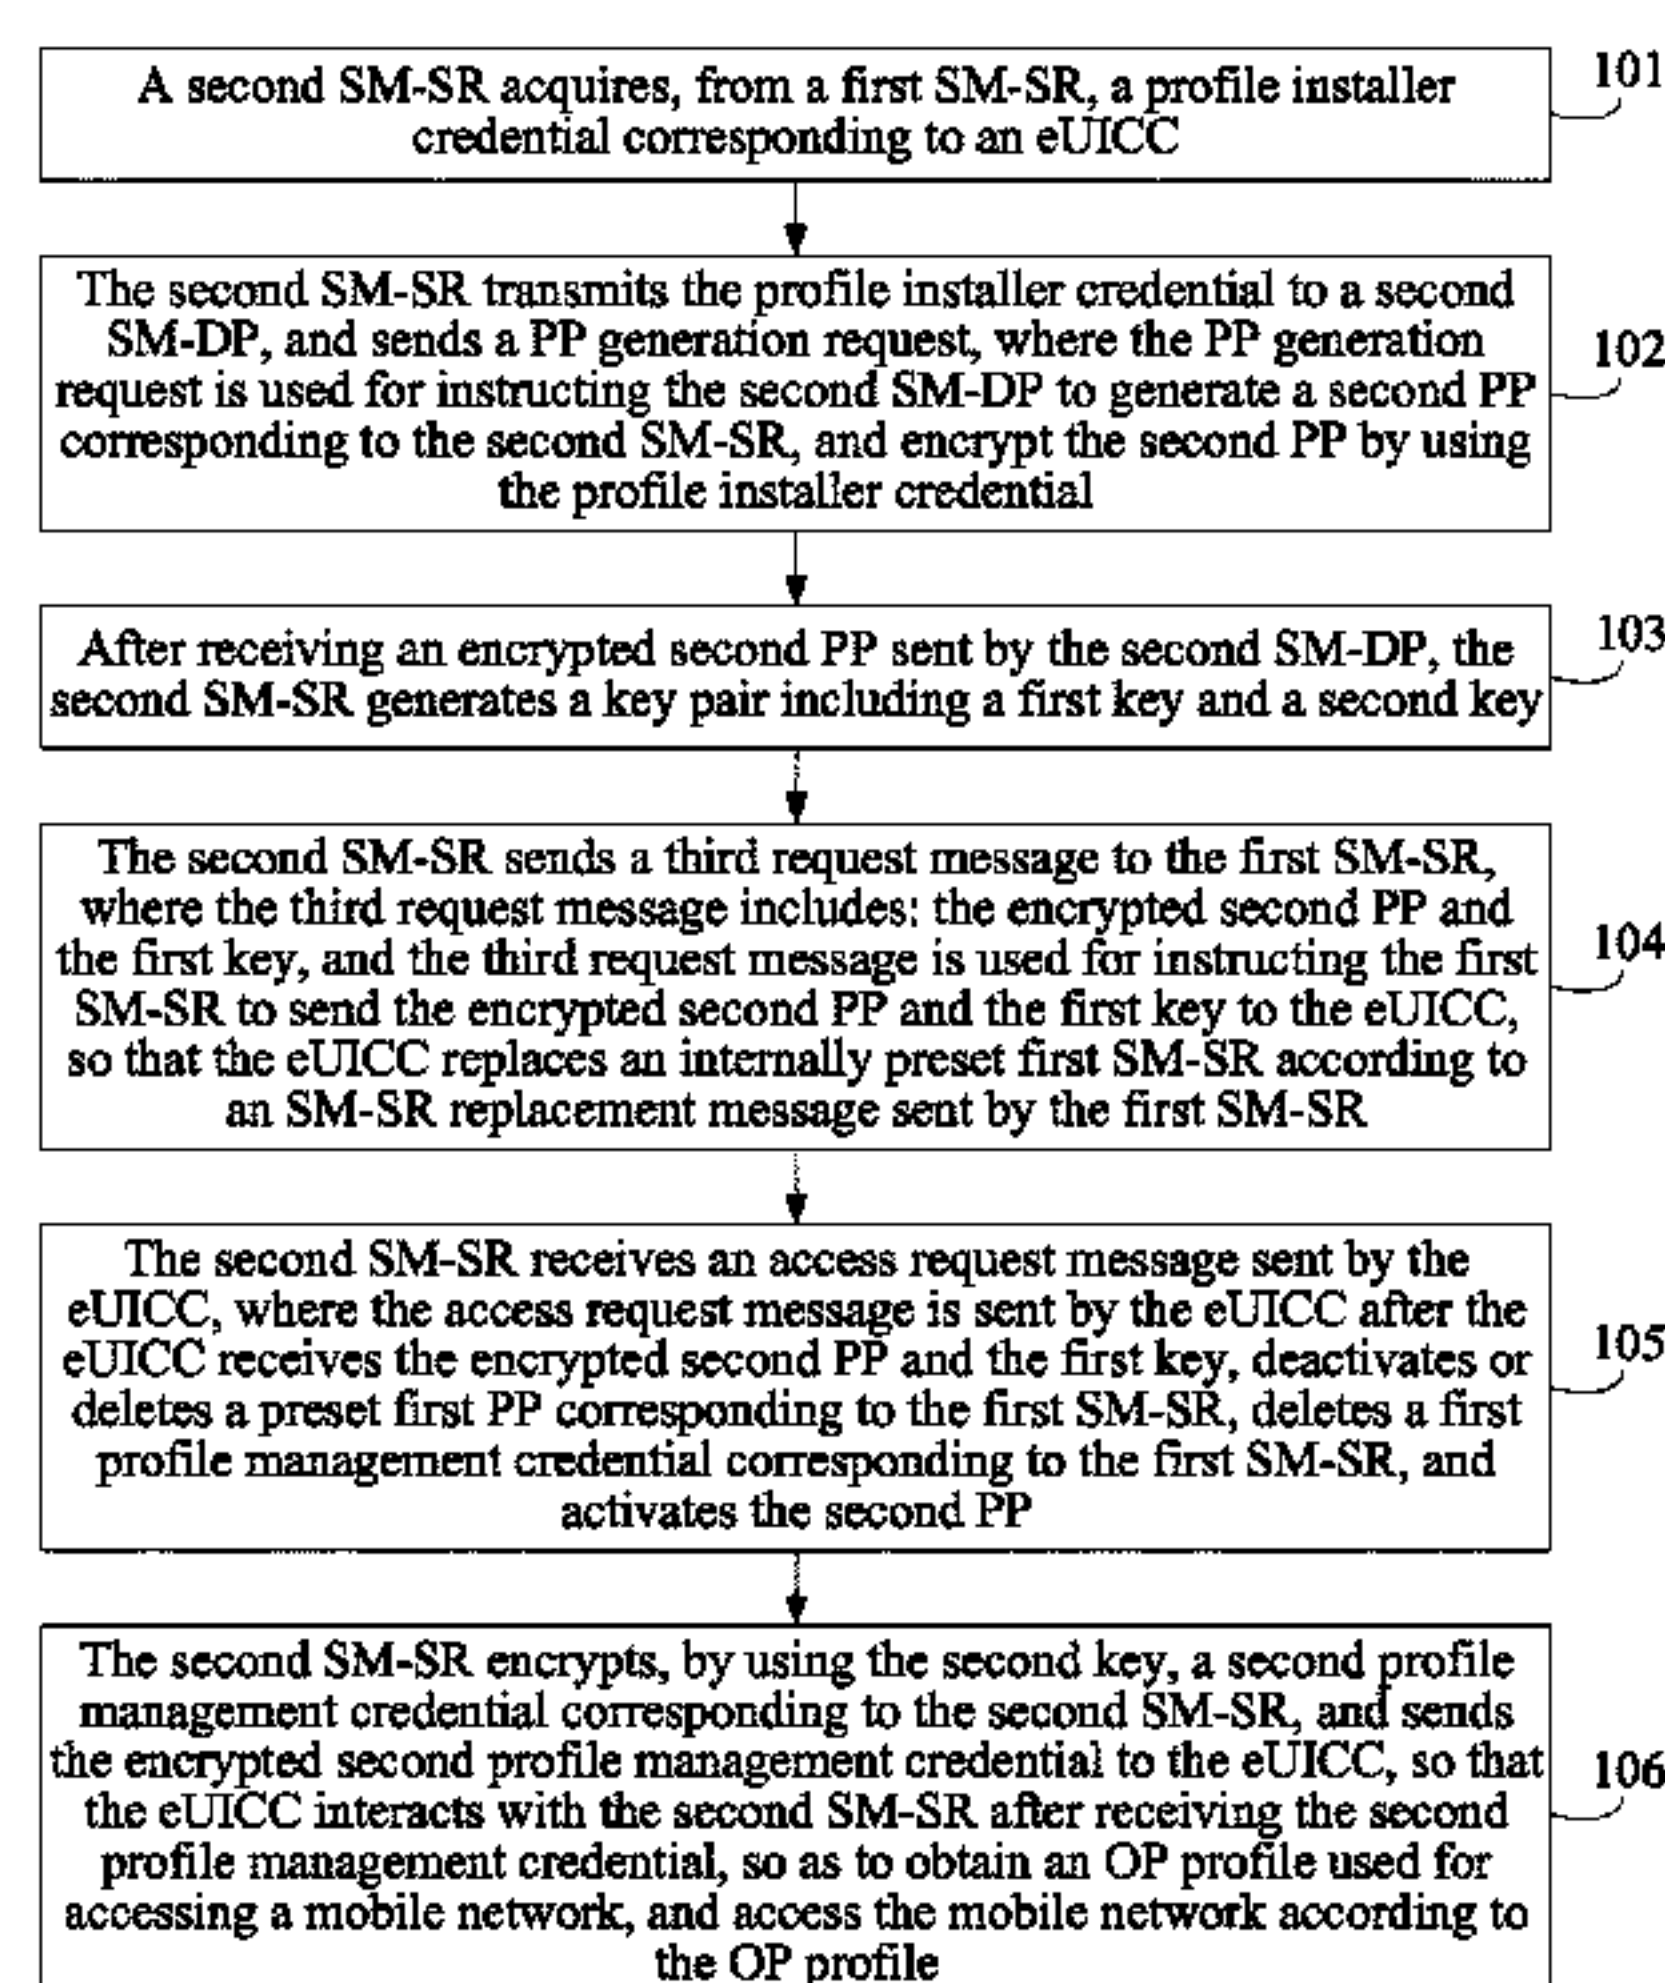 A second SM-SR acquires, from a first SM-SR, a profile installer
credential corresponding to an eUICC
101
The second SM-SR transmits the profile installer credential to a second
SM-DP, and sends a PP generation request, where the PP generation
request is used for instructing the second SM-DP to generate a second PP
corresponding to the second SM-SR, and encrypt the second PP by using
the profile installer credential
102
After receiving an encrypted second PP sent by the second SM-DP, the
second SM-SR generates a key pair including a first key and a second key
103
The second SM-SR sends a third request message to the first SM-SR,
where the third request message includes: the encrypted second PP and
the first key, and the third request message is used for instructing the first
SM-SR to send the encrypted second PP and the first key to the eUICC,
so that the eUICC replaces an internally preset first SM-SR according to
an SM-SR replacement message sent by the first SM-SR
104
The second SM-SR receives an access request message sent by the
eUICC, where the access request message is sent by the eUICC after the
eUICC receives the encrypted second PP and the first key, deactivates or
deletes a preset first PP corresponding to the first SM-SR, deletes a first
profile management credential corresponding to the first SM-SR, and
activates the second PP
105
The second SM-SR encrypts, by using the second key, a second profile
management credential corresponding to the second SM-SR, and sends
the encrypted second profile management credential to the eUICC, so that
the eUICC interacts with the second SM-SR after receiving the second
profile management credential, so as to obtain an OP profile used for
accessing a mobile network, and access the mobile network according to
the OP profile
106